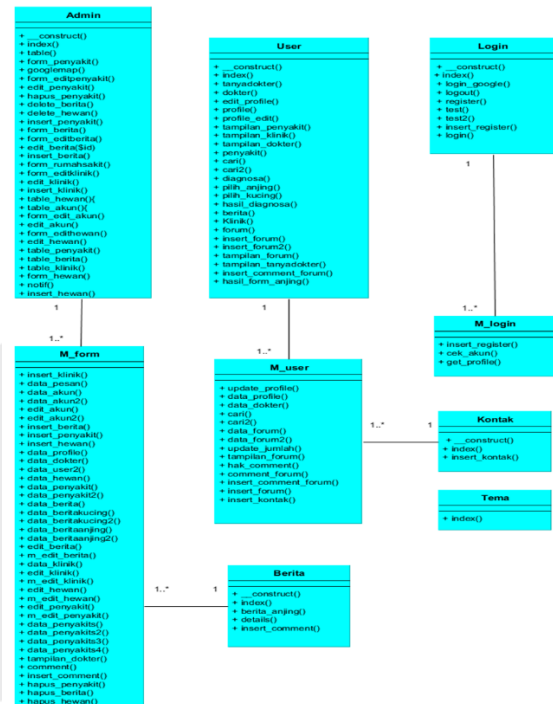 Admin
+ __construct()
+ index()
+ table()
+ form_penyakit()
+ googlemap()
+ form_editpenyakit()
+ edit_penyakit()
+ hapus_penyakit()
+ delete_berita()
+ delete_hewan()
+ insert_penyakit()
+ form_berita()
+ form_editberita()
+ edit_berita($id)
+ insert_berita()
+ form_rumahsakit()
+ form_editklinik()
+ edit_klinik()
+ insert_klinik()
+ table_hewan(){
+ table_akun(){
+ form_edit_akun()
+ edit_akun()
+ form_edithewan()
+ edit_hewan()
+ table_penyakit()
+ table_berita()
+ table_klinik()
+ form_hewan()
+ notif()
+ insert_hewan()
1
1..*
M_form
+ insert_klinik()
+ data_pesan()
+ data_akun()
+ data_akun2()
+ edit_akun()
+ edit_akun2()
+ insert_berita()
+ insert_penyakit()
+ insert_hewan()
+ data_profile()
+ data_dokter()
+ data_user2()
+ data_hewan()
+ data_penyakit()
+ data_penyakit2()
+ data_berita()
+ data_beritakucing()
+ data_beritakucing2()
+ data_beritaanjing()
+ data_beritaanjing2()
+ edit_berita()
+ m_edit_berita()
+ data_klinik()
+ edit_klinik()
+ m_edit_klinik()
+ edit_hewan()
+ m_edit_hewan()
+ edit_penyakit()
+ m_edit_penyakit()
+ data_penyakits()
+ data_penyakits2()
+ data_penyakits3()
+ data_penyakits4()
+ tampilan_dokter()
+ comment()
+ insert_comment()
+ hapus_penyakit()
+ hapus_berita()
+ hapus_hewan()
User
+ __construct()
+ index()
+ tanyadokter()
+ dokter()
+ edit_profile()
+ profile()
+ profile_edit()
+ tampilan_penyakit()
+ tampilan_klinik()
+ tampilan_dokter()
+ penyakit()
+ cari()
+ cari2()
+ diagnosa()
+ pilih_anjing()
+ pilih_kucing()
+ hasil_diagnosa()
+ berita()
+ Klinik()
+ forum()
+ insert_forum()
+ insert_forum2()
+ tampilan_forum()
+ tampilan_tanyadokter()
+ insert_comment_forum()
+ hasil_form_anjing()
1
1..*
M_user
+ update_profile()
+ data_profile()
+ data_dokter()
+ cari()
+ cari2()
+ data_forum()
+ data_forum2()
+ update_jumlah()
+ tampilan_forum()
+ hak_comment()
+ comment_forum()
+ insert_comment_forum()
+ insert_forum()
+ insert_kontak()
1..*
1
1..*
1
Berita
+ __construct()
+ index()
+ berita_anjing()
+ details()
+ insert_comment()
Login
+ __construct()
+ index()
+ login_google()
+ logout()
+ register()
+ test()
+ test2()
+ insert_register()
+ login()
1
1..*
M_login
+ insert_register()
+ cek_akun()
+ get_profile()
Kontak
+ __construct()
+ index()
+ insert_kontak()
Tema
+ index()